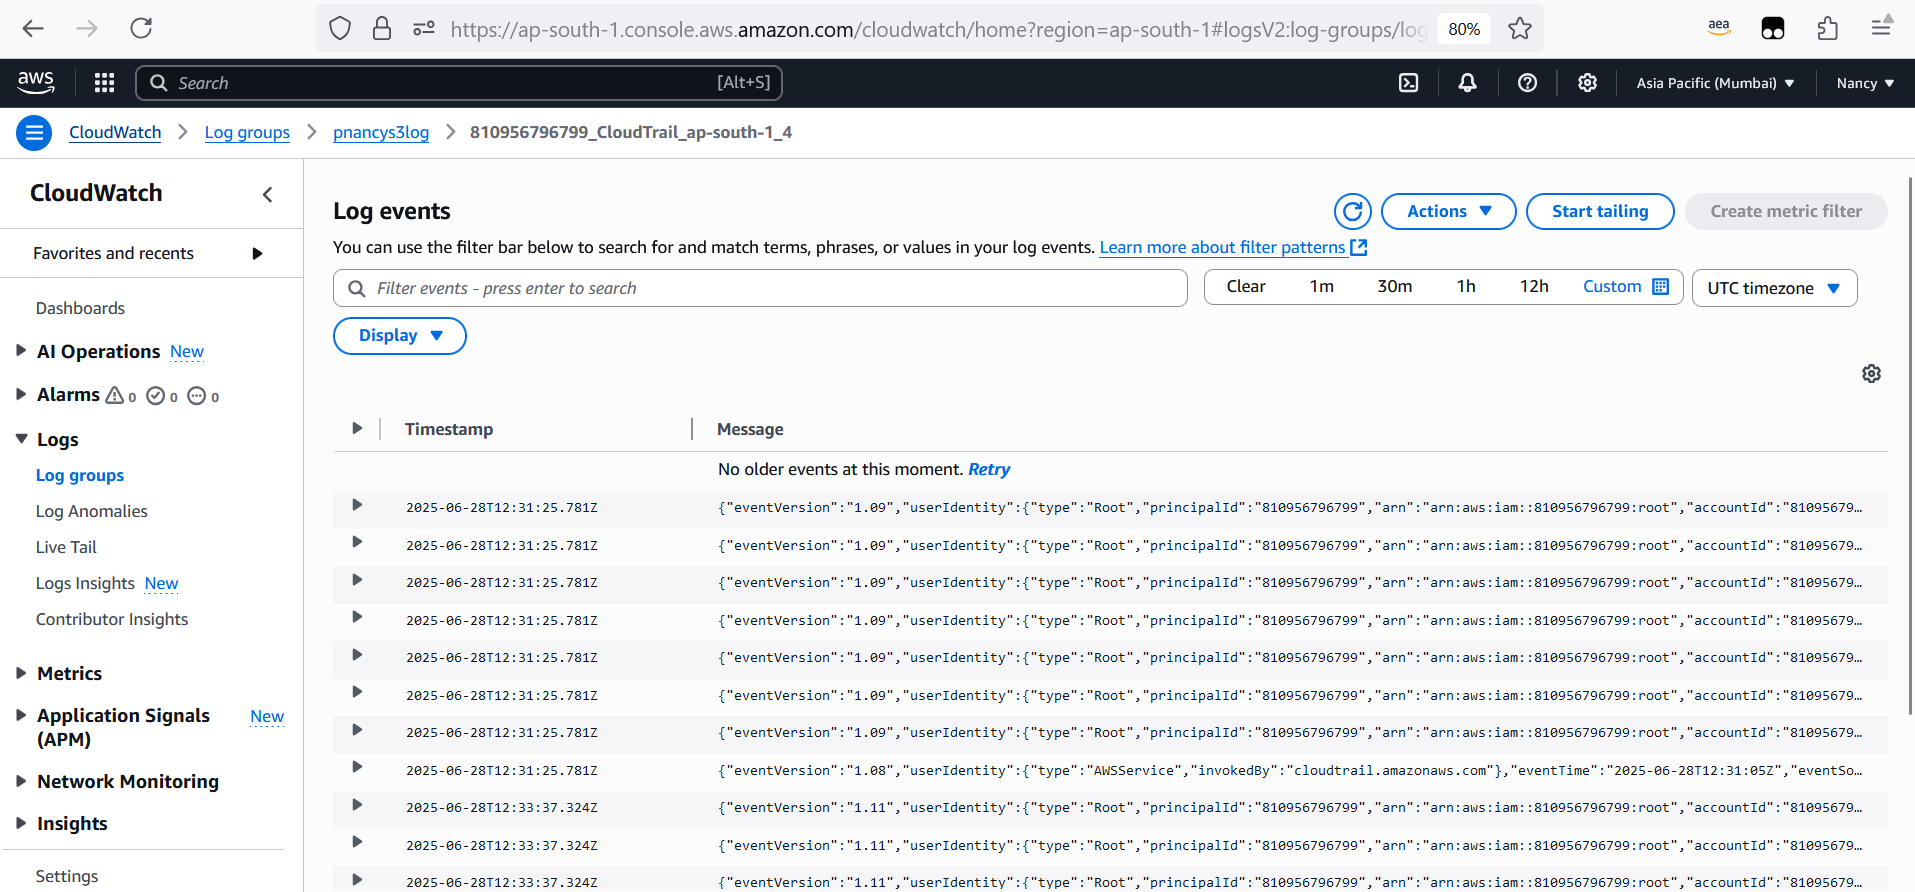 https://ap-south-1.console.aws.amazon.com/cloudwatch/home?region=ap-south-1#logsV2:log-groups/log
80%
aea
aws
Search
[Alt+S]
Asia Pacific (Mumbai)
Nancy
CloudWatch
Log groups
pnancys3log
810956796799_CloudTrail_ap-south-1_4
CloudWatch
Favorites and recents
Dashboards
AI Operations New
Alarms 0 0 0
Logs
Log groups
Log Anomalies
Live Tail
Logs Insights New
Contributor Insights
Metrics
Application Signals New
(APM)
Network Monitoring
Insights
Settings
Log events
Actions
Start tailing
Create metric filter
You can use the filter bar below to search for and match terms, phrases, or values in your log events. Learn more about filter patterns
Filter events - press enter to search
Clear 1m 30m 1h 12h Custom
UTC timezone
Display
Timestamp Message
No older events at this moment. Retry
2025-06-28T12:31:25.781Z {"eventVersion":"1.09","userIdentity":{"type":"Root","principalId":"810956796799","arn":"arn:aws:iam::810956796799:root","accountId":"81095679…
2025-06-28T12:31:25.781Z {"eventVersion":"1.09","userIdentity":{"type":"Root","principalId":"810956796799","arn":"arn:aws:iam::810956796799:root","accountId":"81095679…
2025-06-28T12:31:25.781Z {"eventVersion":"1.09","userIdentity":{"type":"Root","principalId":"810956796799","arn":"arn:aws:iam::810956796799:root","accountId":"81095679…
2025-06-28T12:31:25.781Z {"eventVersion":"1.09","userIdentity":{"type":"Root","principalId":"810956796799","arn":"arn:aws:iam::810956796799:root","accountId":"81095679…
2025-06-28T12:31:25.781Z {"eventVersion":"1.09","userIdentity":{"type":"Root","principalId":"810956796799","arn":"arn:aws:iam::810956796799:root","accountId":"81095679…
2025-06-28T12:31:25.781Z {"eventVersion":"1.09","userIdentity":{"type":"Root","principalId":"810956796799","arn":"arn:aws:iam::810956796799:root","accountId":"81095679…
2025-06-28T12:31:25.781Z {"eventVersion":"1.09","userIdentity":{"type":"Root","principalId":"810956796799","arn":"arn:aws:iam::810956796799:root","accountId":"81095679…
2025-06-28T12:31:25.781Z {"eventVersion":"1.08","userIdentity":{"type":"AWSService","invokedBy":"cloudtrail.amazonaws.com"},"eventTime":"2025-06-28T12:31:05Z","eventSo…
2025-06-28T12:33:37.324Z {"eventVersion":"1.11","userIdentity":{"type":"Root","principalId":"810956796799","arn":"arn:aws:iam::810956796799:root","accountId":"81095679…
2025-06-28T12:33:37.324Z {"eventVersion":"1.11","userIdentity":{"type":"Root","principalId":"810956796799","arn":"arn:aws:iam::810956796799:root","accountId":"81095679…
2025-06-28T12:33:37.324Z {"eventVersion":"1.11","userIdentity":{"type":"Root","principalId":"810956796799","arn":"arn:aws:iam::810956796799:root","accountId":"81095679…